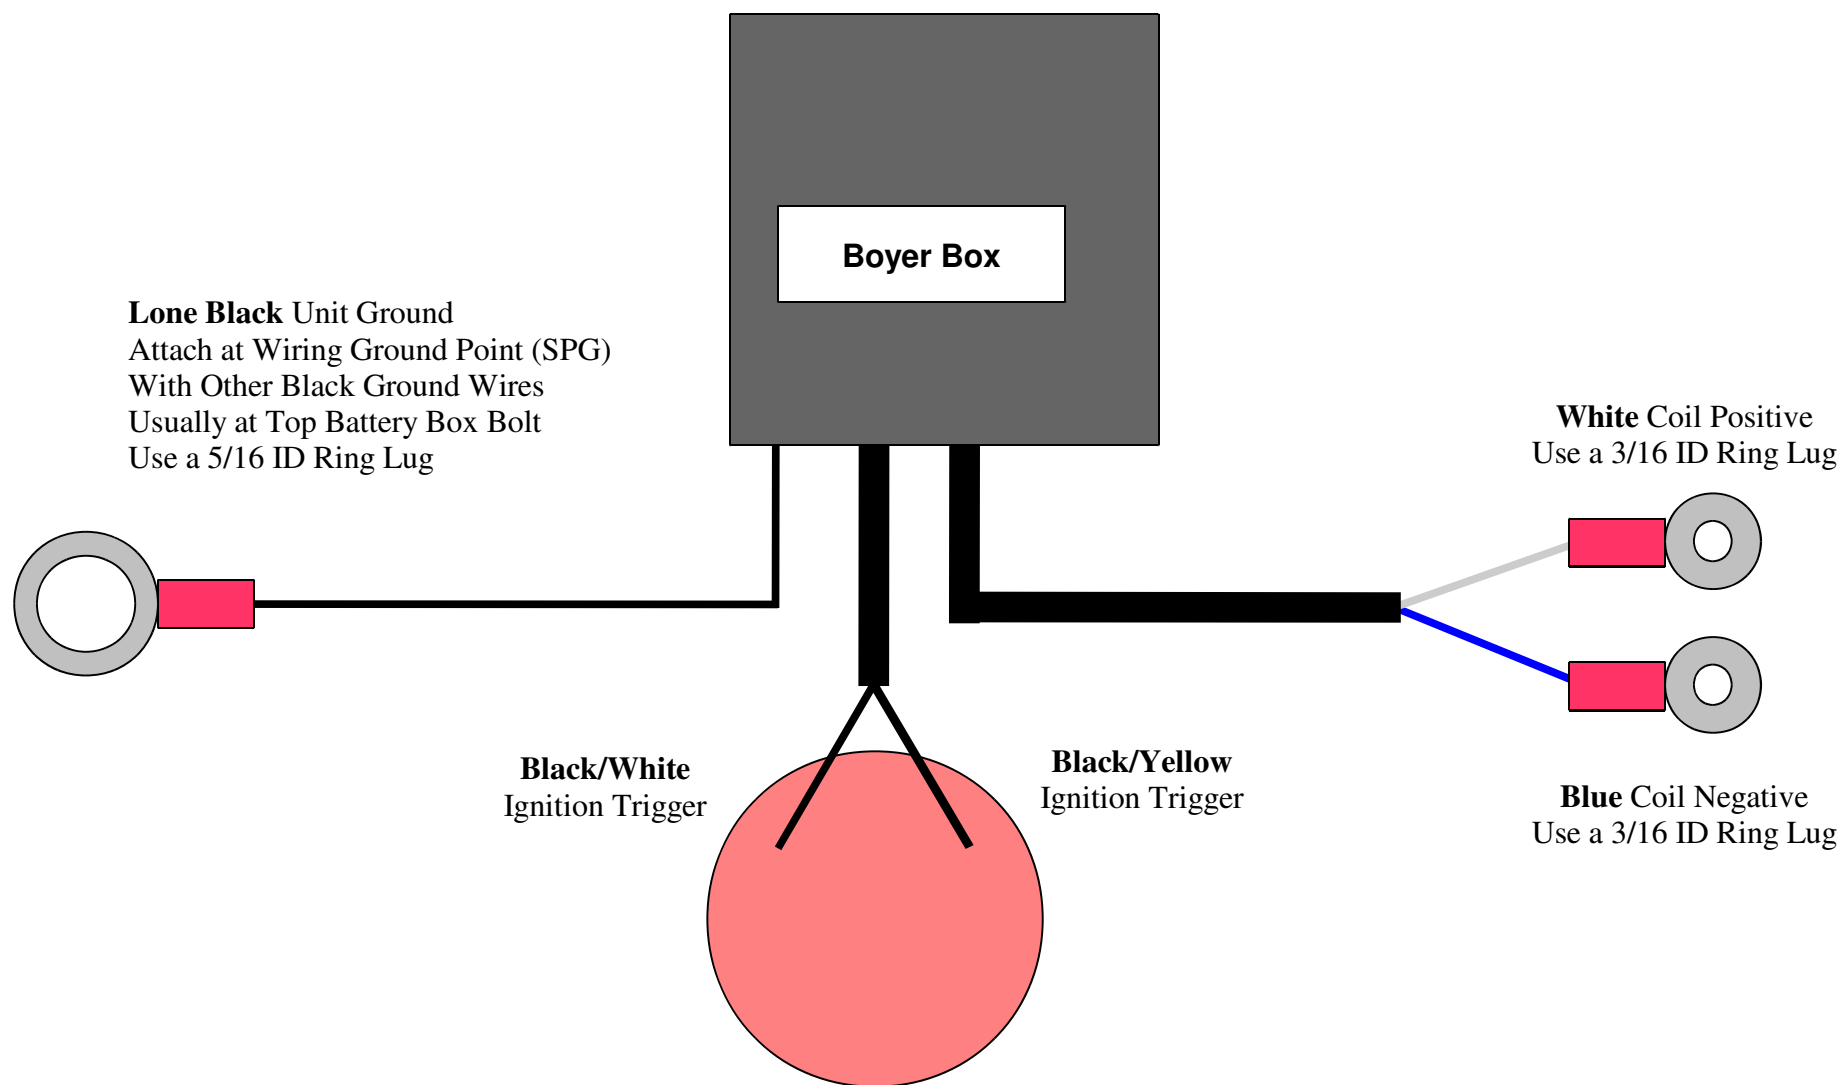 Boyer Box
Lone Black Unit Ground
Attach at Wiring Ground Point (SPG)
With Other Black Ground Wires
Usually at Top Battery Box Bolt
Use a 5/16 ID Ring Lug
White Coil Positive
Use a 3/16 ID Ring Lug
Black/White
Ignition Trigger
Black/Yellow
Ignition Trigger
Blue Coil Negative
Use a 3/16 ID Ring Lug